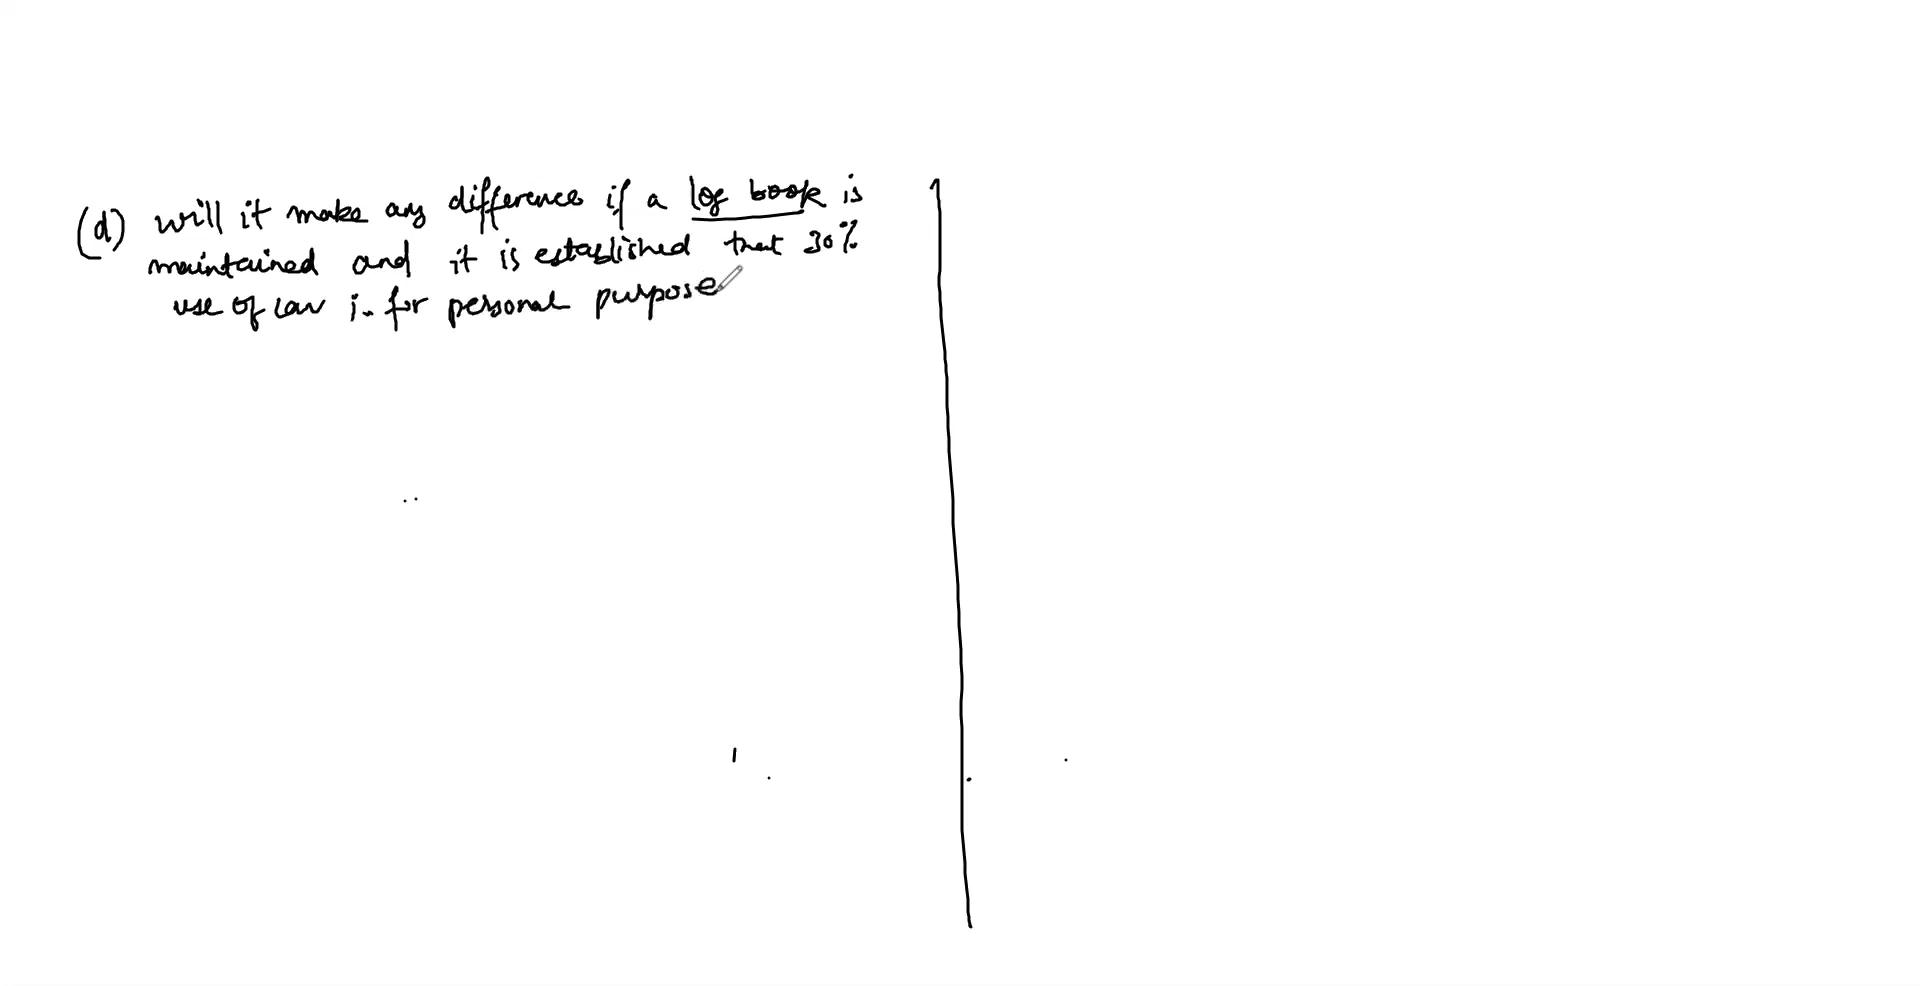 (d) will it make any difference if a log book is
maintained and it is established that 30%
use of car is for personal purpose